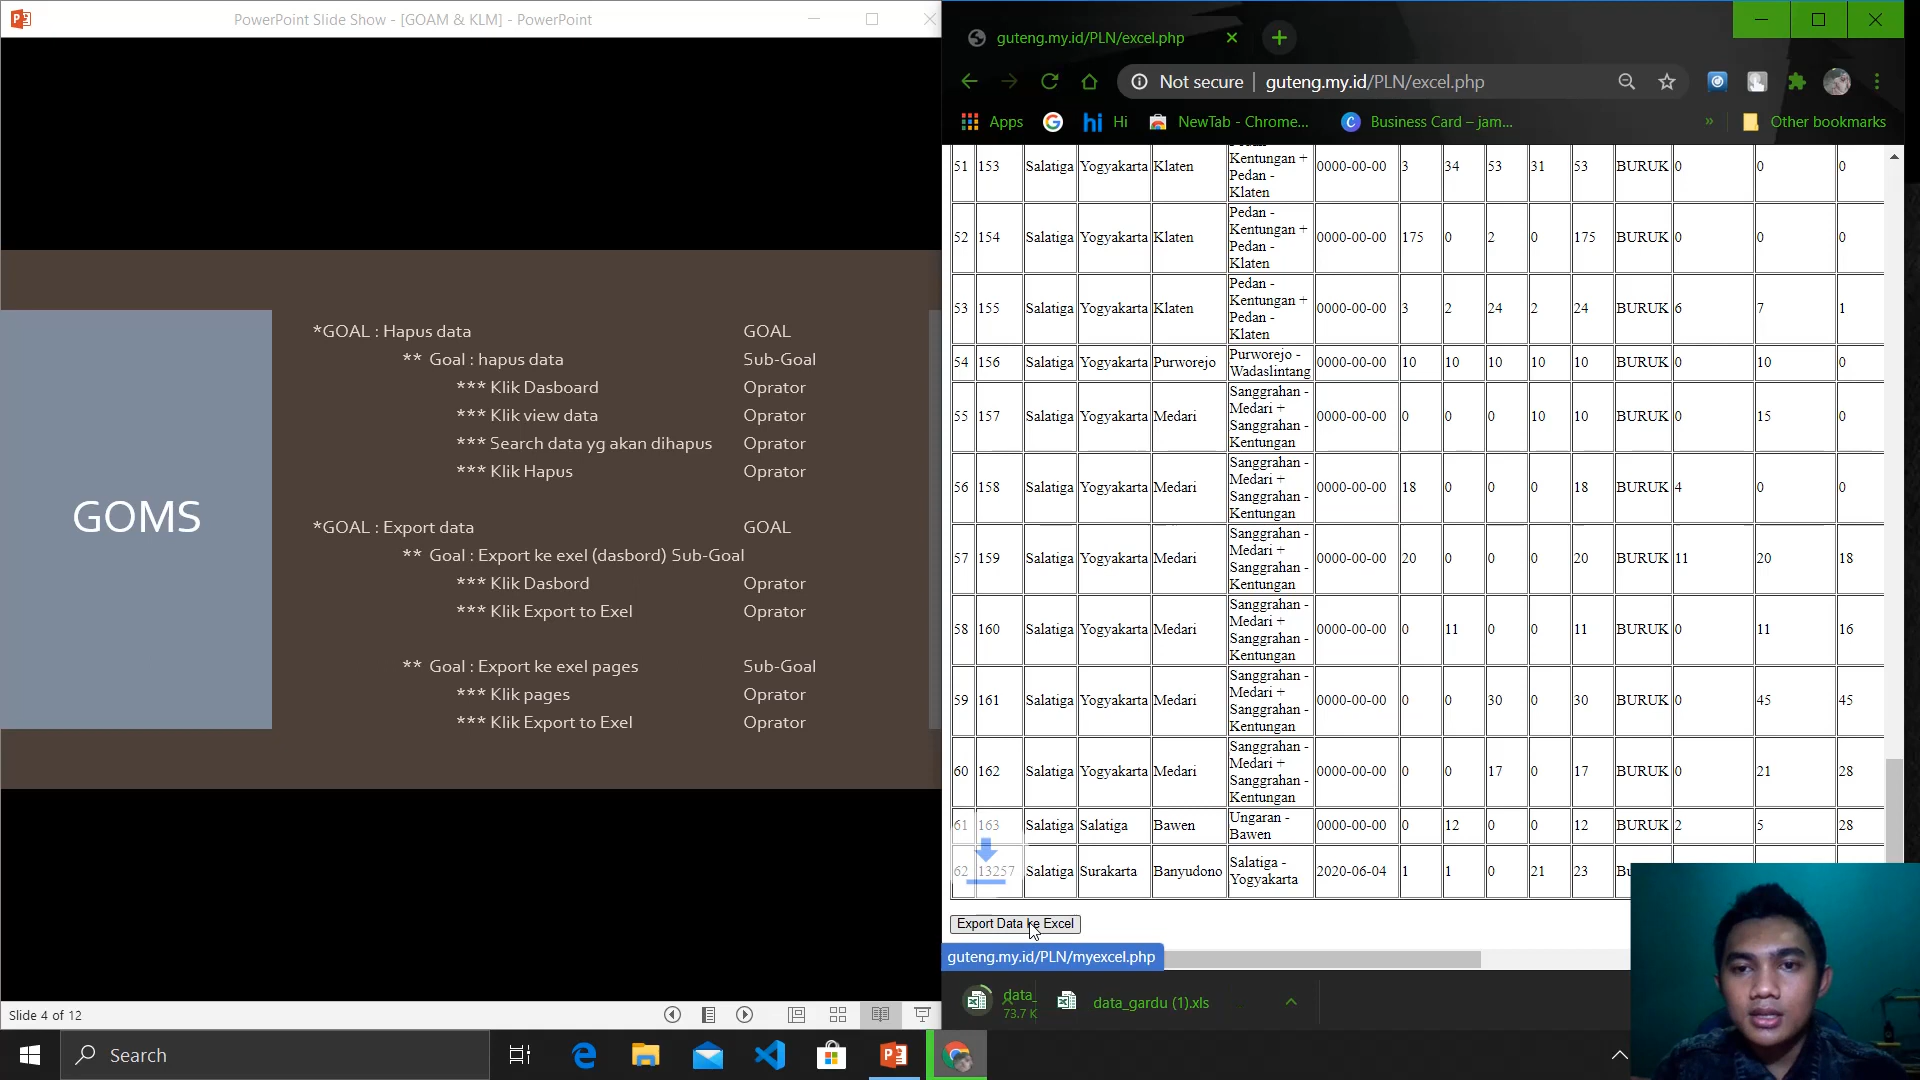 PowerPoint Slide Show - [GOAM & KLM] - PowerPoint
GOMS
*GOAL : Hapus data GOAL
** Goal : hapus data Sub-Goal
*** Klik Dasboard Oprator
*** Klik view data Oprator
*** Search data yg akan dihapus Oprator
*** Klik Hapus Oprator
*GOAL : Export data GOAL
** Goal : Export ke exel (dasbord) Sub-Goal
*** Klik Dasbord Oprator
*** Klik Export to Exel Oprator
** Goal : Export ke exel pages Sub-Goal
*** Klik pages Oprator
*** Klik Export to Exel Oprator
Slide 4 of 12
Search
guteng.my.id/PLN/excel.php
Not secure | guteng.my.id/PLN/excel.php
Apps Hi NewTab - Chrome... Business Card – jam... » Other bookmarks
51 153 Salatiga Yogyakarta Klaten Kentungan + Pedan - Klaten 0000-00-00 3 34 53 31 53 BURUK 0 0 0
52 154 Salatiga Yogyakarta Klaten Pedan - Kentungan + Pedan - Klaten 0000-00-00 175 0 2 0 175 BURUK 0 0 0
53 155 Salatiga Yogyakarta Klaten Pedan - Kentungan + Pedan - Klaten 0000-00-00 3 2 24 2 24 BURUK 6 7 1
54 156 Salatiga Yogyakarta Purworejo Purworejo - Wadaslintang 0000-00-00 10 10 10 10 10 BURUK 0 10 0
55 157 Salatiga Yogyakarta Medari Sanggrahan - Medari + Sanggrahan - Kentungan 0000-00-00 0 0 0 10 10 BURUK 0 15 0
56 158 Salatiga Yogyakarta Medari Sanggrahan - Medari + Sanggrahan - Kentungan 0000-00-00 18 0 0 0 18 BURUK 4 0 0
57 159 Salatiga Yogyakarta Medari Sanggrahan - Medari + Sanggrahan - Kentungan 0000-00-00 20 0 0 0 20 BURUK 11 20 18
58 160 Salatiga Yogyakarta Medari Sanggrahan - Medari + Sanggrahan - Kentungan 0000-00-00 0 11 0 0 11 BURUK 0 11 16
59 161 Salatiga Yogyakarta Medari Sanggrahan - Medari + Sanggrahan - Kentungan 0000-00-00 0 0 30 0 30 BURUK 0 45 45
60 162 Salatiga Yogyakarta Medari Sanggrahan - Medari + Sanggrahan - Kentungan 0000-00-00 0 0 17 0 17 BURUK 0 21 28
61 163 Salatiga Salatiga Bawen Ungaran - Bawen 0000-00-00 0 12 0 0 12 BURUK 2 5 28
62 13257 Salatiga Surakarta Banyudono Salatiga - Yogyakarta 2020-06-04 1 1 0 21 23
Export Data ke Excel
guteng.my.id/PLN/myexcel.php
data_
73.7 K
data_gardu (1).xls